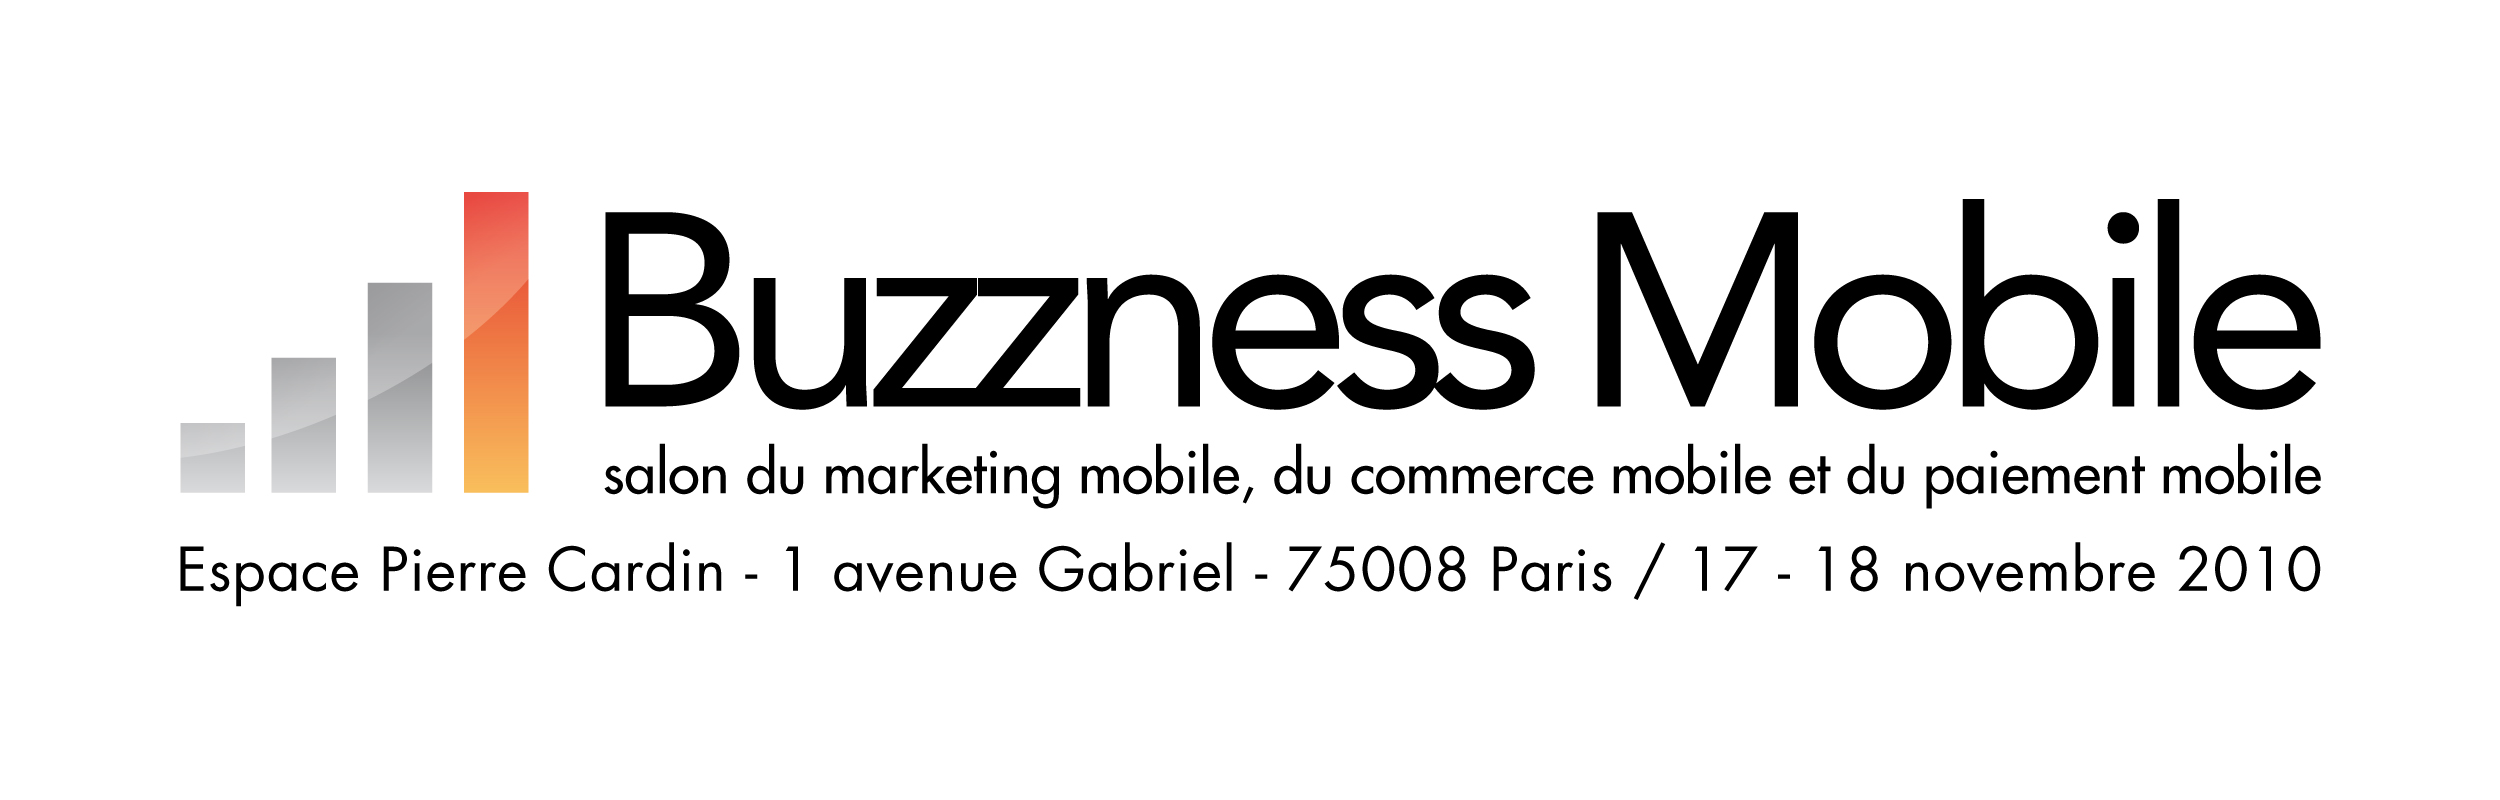 Buzzness Mobile
salon du marketing mobile, du commerce mobile et du paiement mobile
Espace Pierre Cardin - 1 avenue Gabriel - 75008 Paris / 17 - 18 novembre 2010